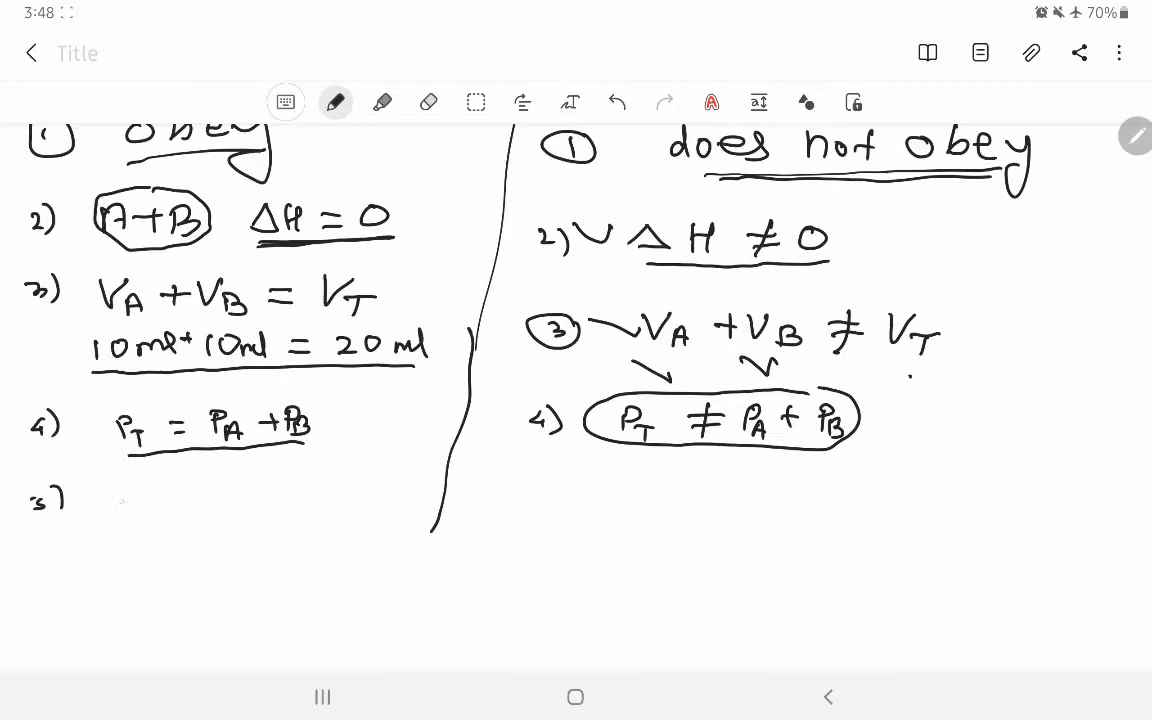 3:48
70%
Title
1) obey
2) A+B ΔH = 0
3) VA + VB = VT
10ml + 10ml = 20 ml
4) PT = PA + PB
5)
① does not obey
2) ΔH ≠ 0
③ VA + VB ≠ VT
4) PT ≠ PA + PB